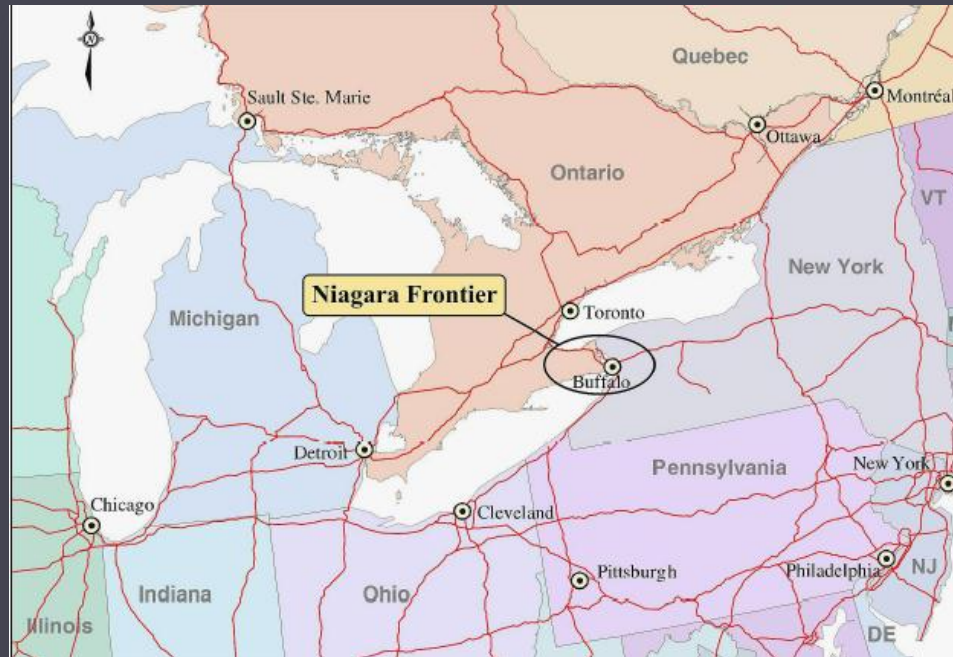 N
Quebec
Montréal
Sault Ste. Marie
Ottawa
Ontario
VT
New York
Niagara Frontier
Toronto
Michigan
Buffalo
Detroit
Pennsylvania
New York
Chicago
Cleveland
Pittsburgh
Philadelphia
NJ
Indiana
Ohio
Illinois
DE